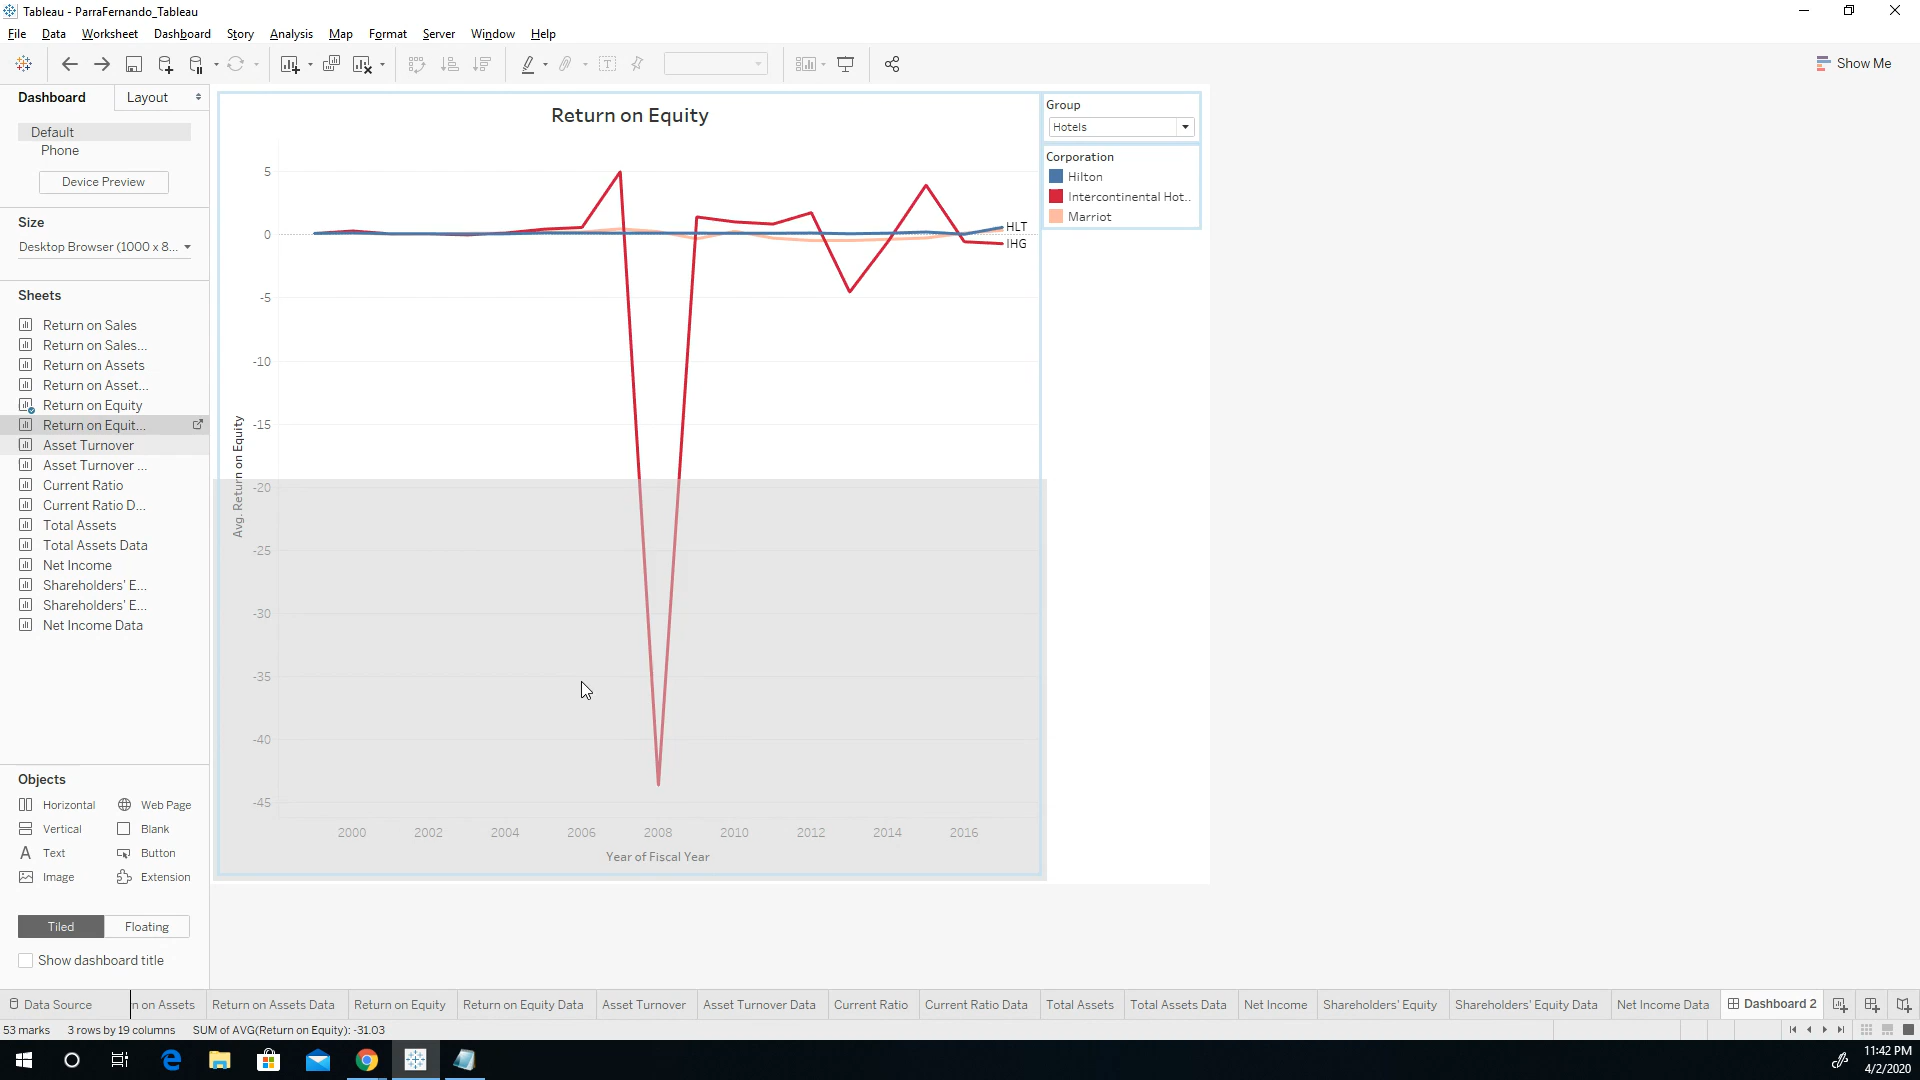 Tableau - ParraFernando_Tableau
File Data Worksheet Dashboard Story Analysis Map Format Server Window Help
Show Me
Dashboard Layout
Default
Phone
Device Preview
Size
Desktop Browser (1000 x 8...
Sheets
Return on Sales
Return on Sales...
Return on Assets
Return on Asset...
Return on Equity
Return on Equit...
Asset Turnover
Asset Turnover ...
Current Ratio
Current Ratio D...
Total Assets
Total Assets Data
Net Income
Shareholders' E...
Shareholders' E...
Net Income Data
Objects
Horizontal Web Page
Vertical Blank
Text Button
Image Extension
Tiled Floating
Show dashboard title
Return on Equity
Avg. Return on Equity
5
0
-5
-10
-15
-20
-25
-30
-35
-40
-45
HLT
IHG
2000 2002 2004 2006 2008 2010 2012 2014 2016
Year of Fiscal Year
Group
Hotels
Corporation
Hilton
Intercontinental Hot..
Marriot
Data Source n on Assets Return on Assets Data Return on Equity Return on Equity Data Asset Turnover Asset Turnover Data Current Ratio Current Ratio Data Total Assets Total Assets Data Net Income Shareholders' Equity Shareholders' Equity Data Net Income Data Dashboard 2
53 marks 3 rows by 19 columns SUM of AVG(Return on Equity): -31.03
11:42 PM
4/2/2020